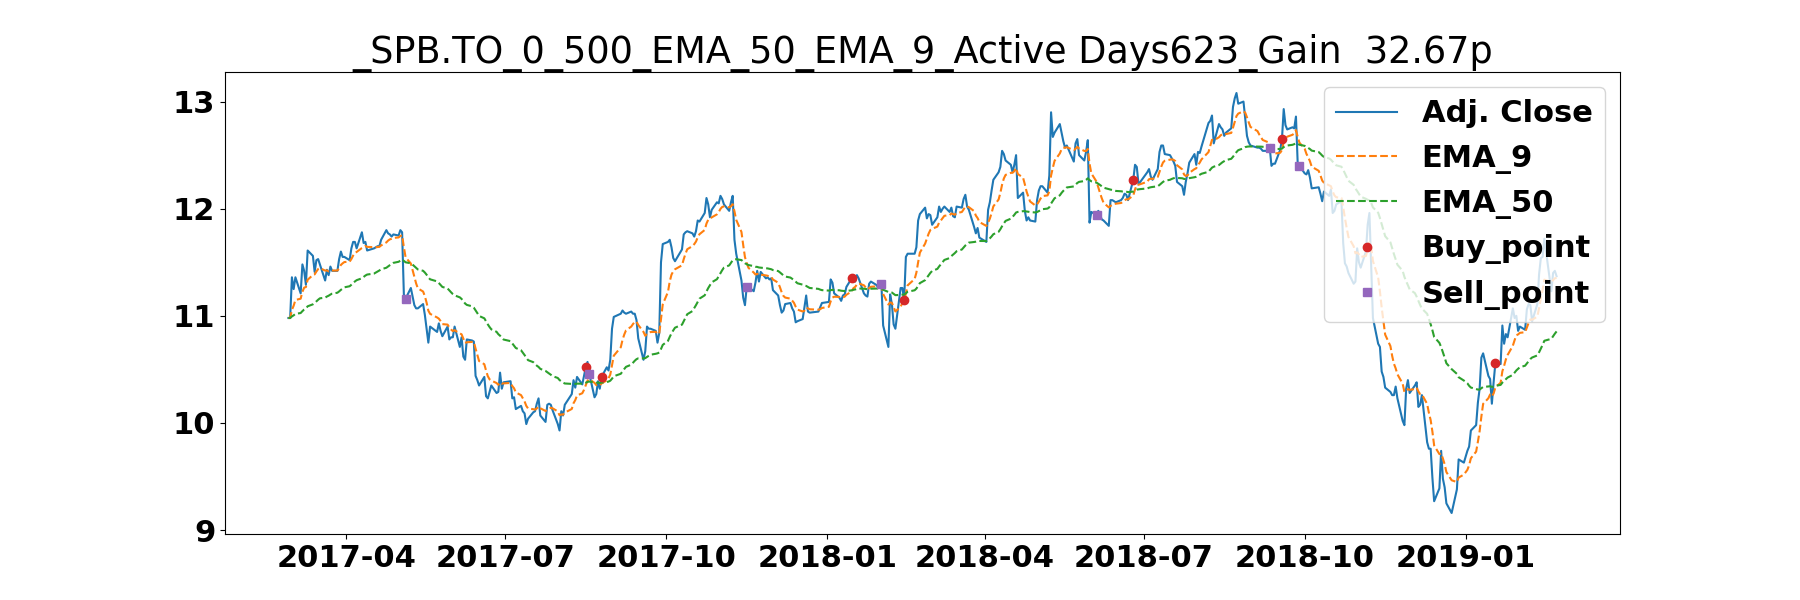 _SPB.TO_0_500_EMA_50_EMA_9_Active Days623_Gain  32.67p
13
12
11
10
9
Adj. Close
EMA_9
EMA_50
Buy_point
Sell_point
2017-04 2017-07 2017-10 2018-01 2018-04 2018-07 2018-10 2019-01